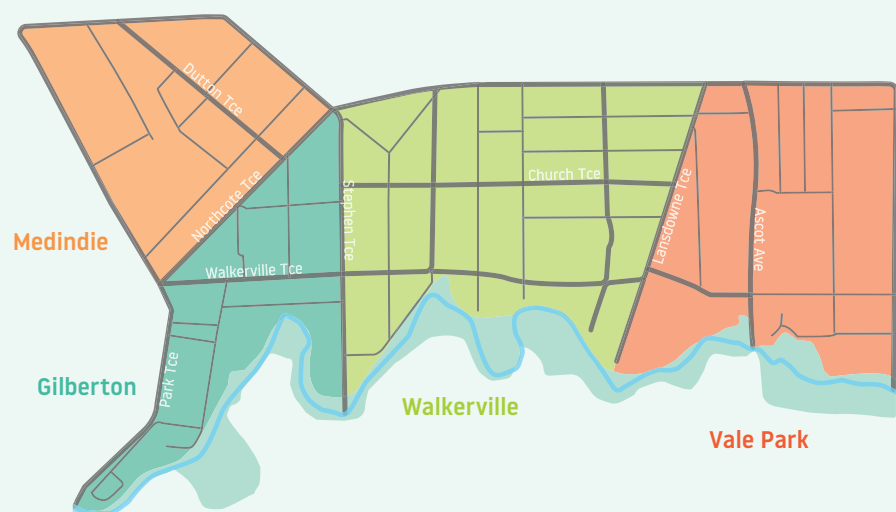 Dutton Tce
Northcote Tce
Stephen Tce
Church Tce
Lansdowne Tce
Ascot Ave
Medindie
Walkerville Tce
Park Tce
Gilberton
Walkerville
Vale Park